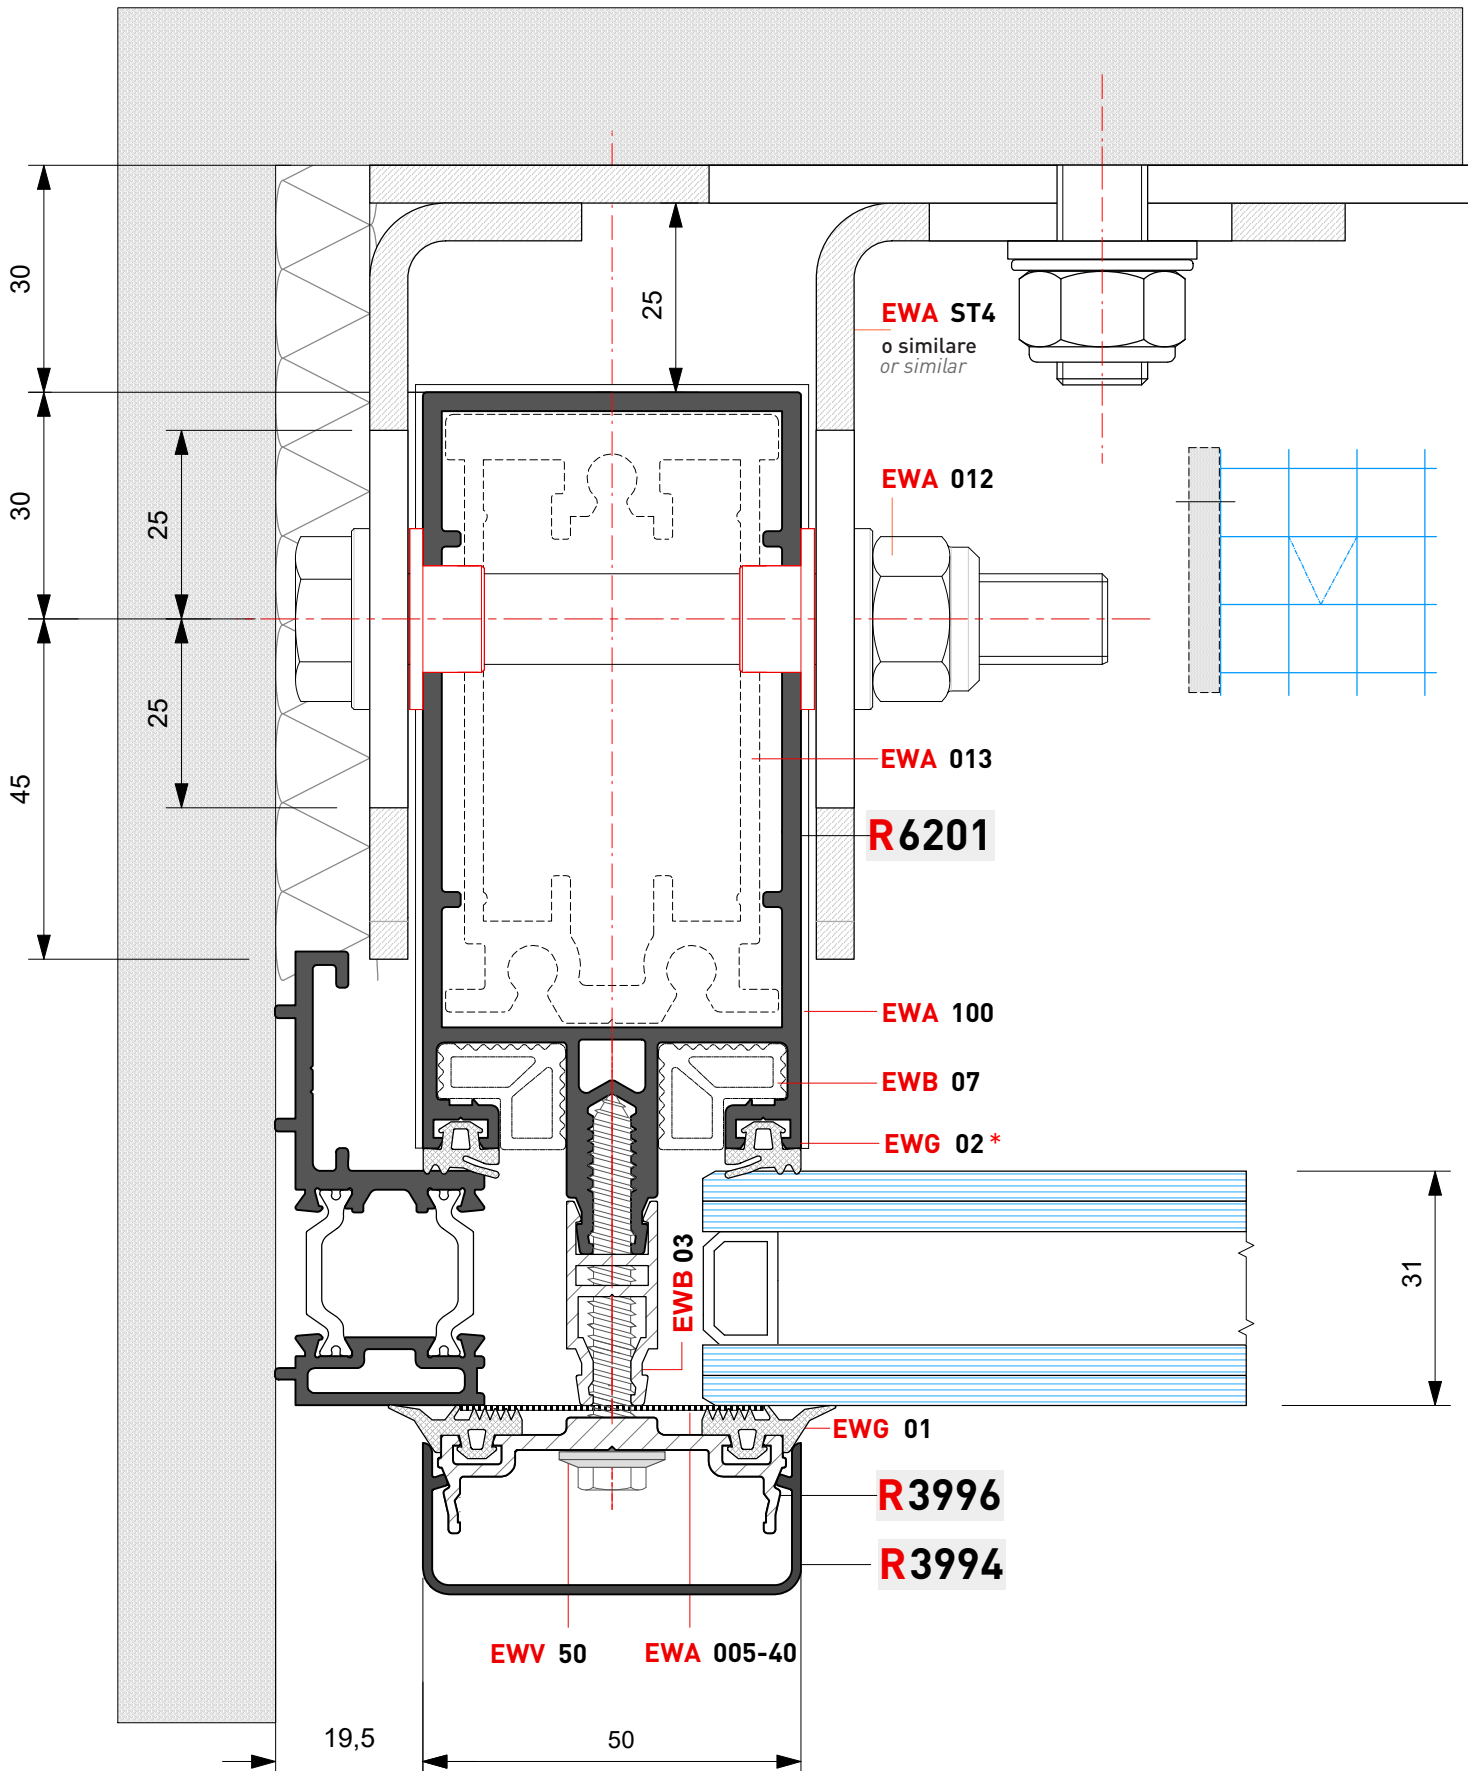 30
25
EWA ST4
o similare
or similar
30
25
EWA 012
25
45
EWA 013
R6201
EWA 100
EWB 07
EWG 02*
EWB 03
31
EWG 01
R3996
R3994
EWV 50
EWA 005-40
19,5
50